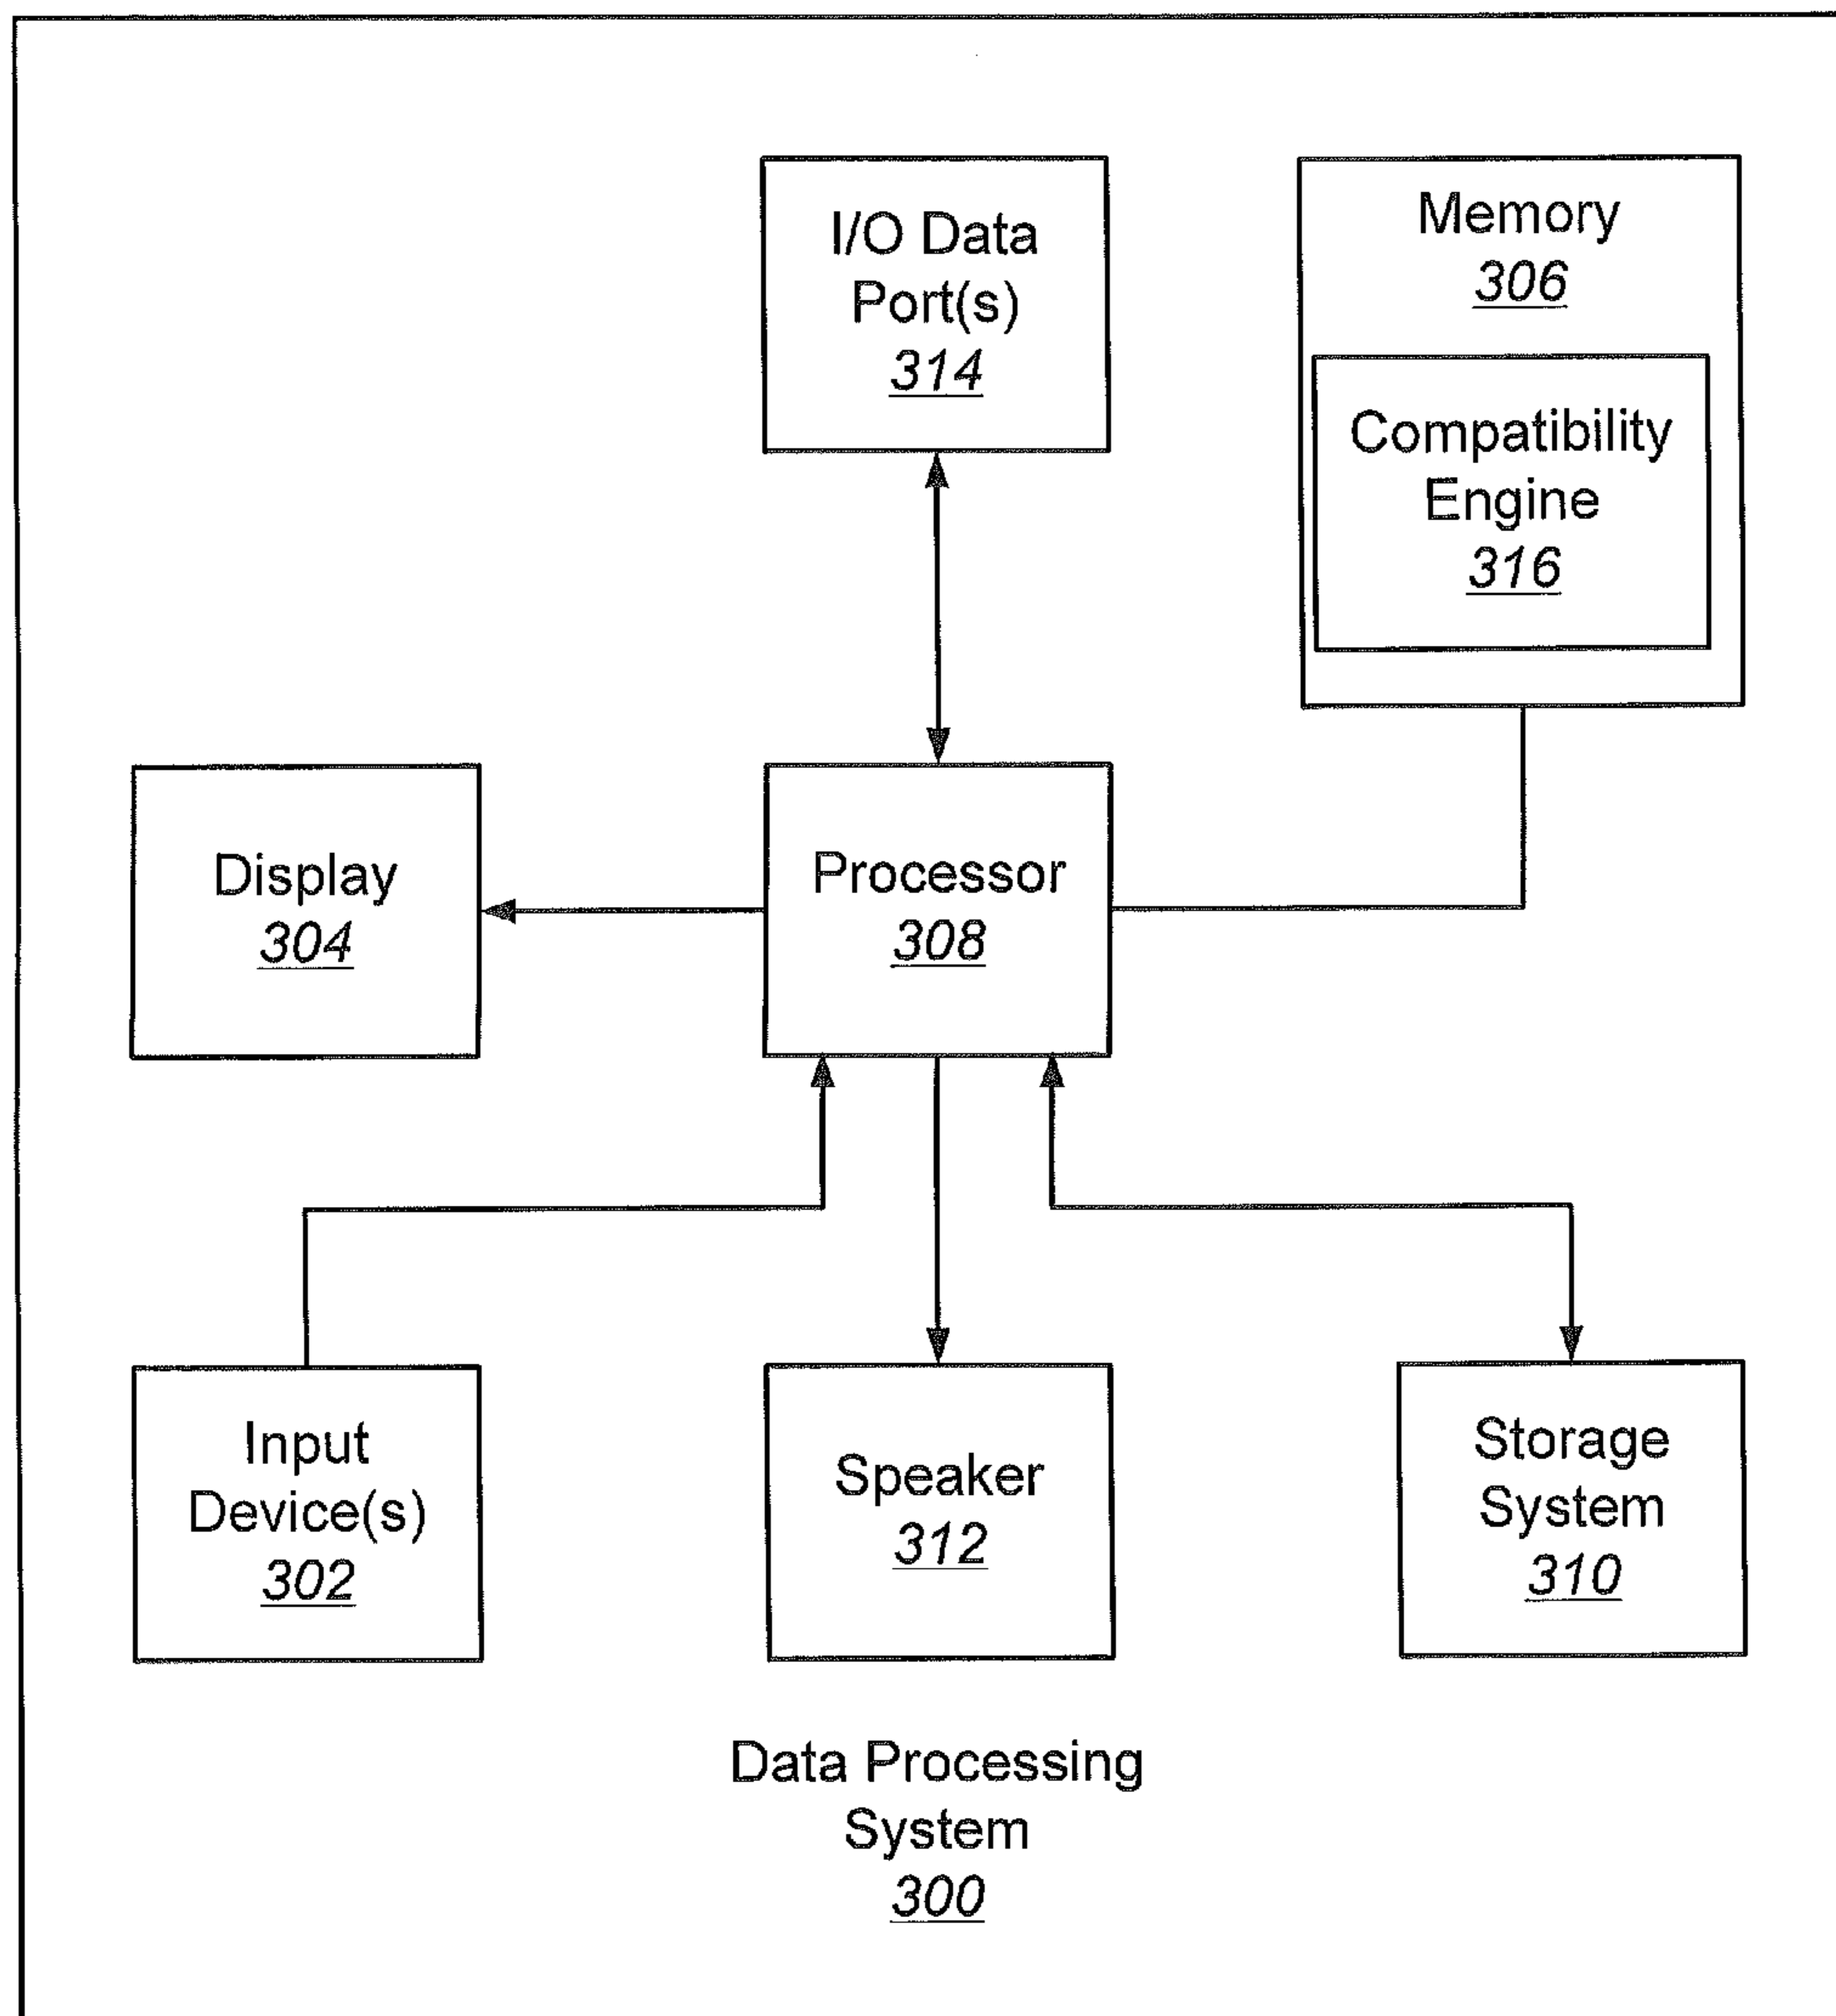 I/O Data
Port(s)
314
Memory
306
Compatibility
Engine
316
Display
304
Processor
308
Input
Device(s)
302
Speaker
312
Storage
System
310
Data Processing
System
300